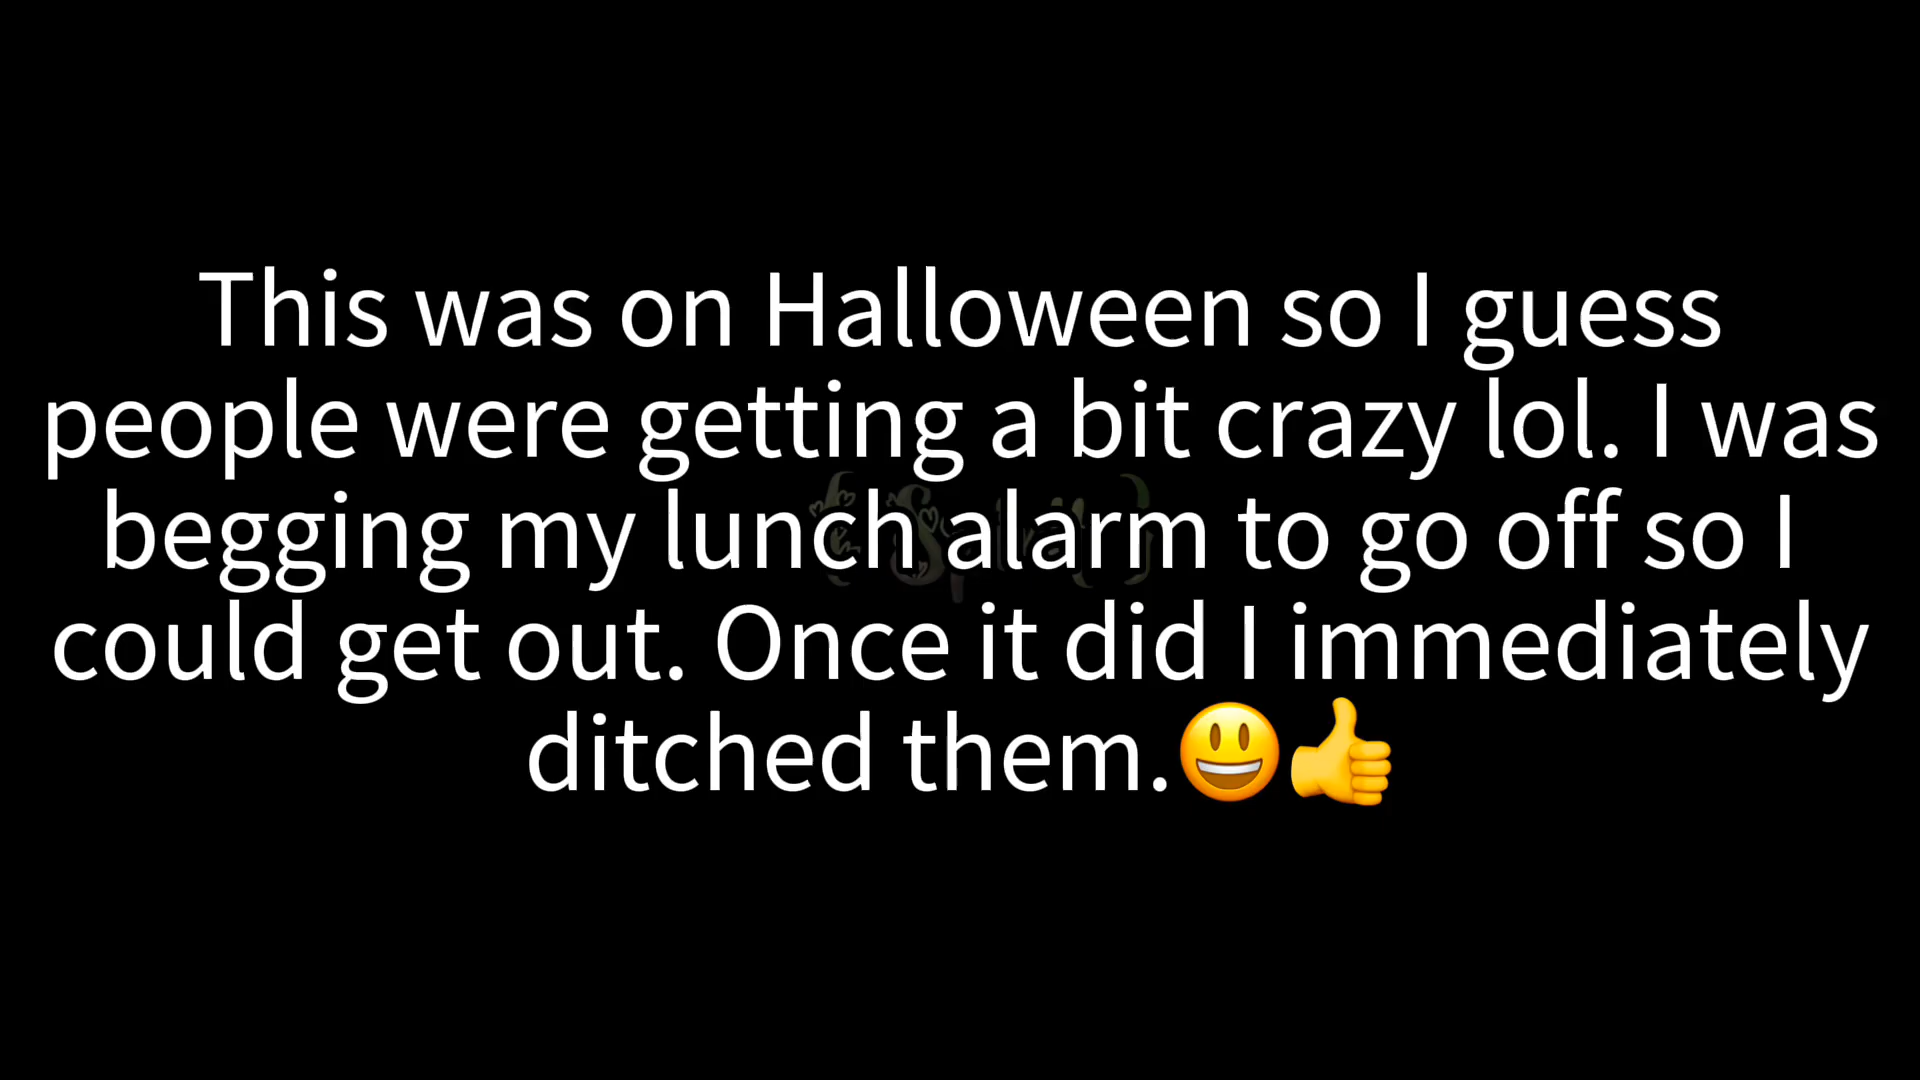 This was on Halloween so I guess
people were getting a bit crazy lol. I was
begging my lunch alarm to go off so I
could get out. Once it did I immediately
ditched them.😃👍